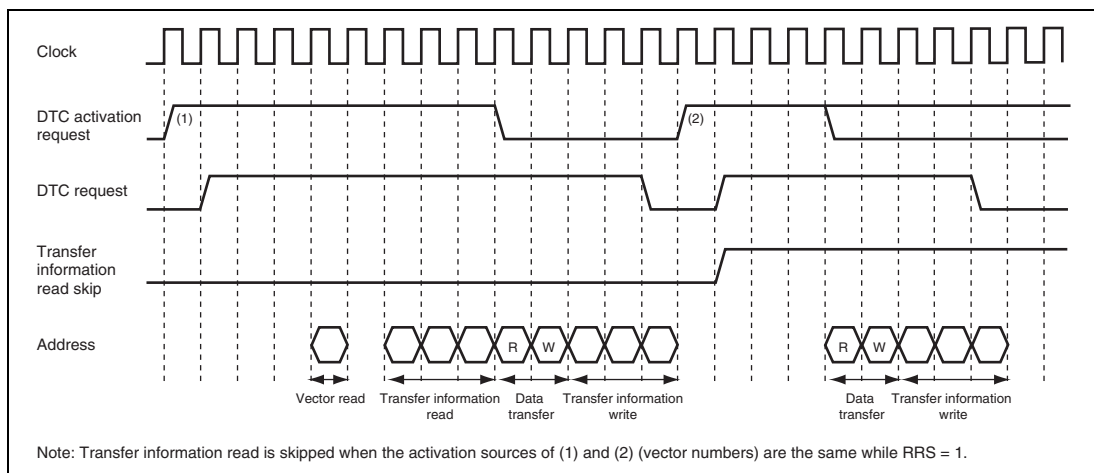 Clock
DTC activation
request
(1)
(2)
DTC request
Transfer
information
read skip
Address
R
W
R
W
Vector read
Transfer information
read
Data
transfer
Transfer information
write
Data
transfer
Transfer information
write
Note: Transfer information read is skipped when the activation sources of (1) and (2) (vector numbers) are the same while RRS = 1.